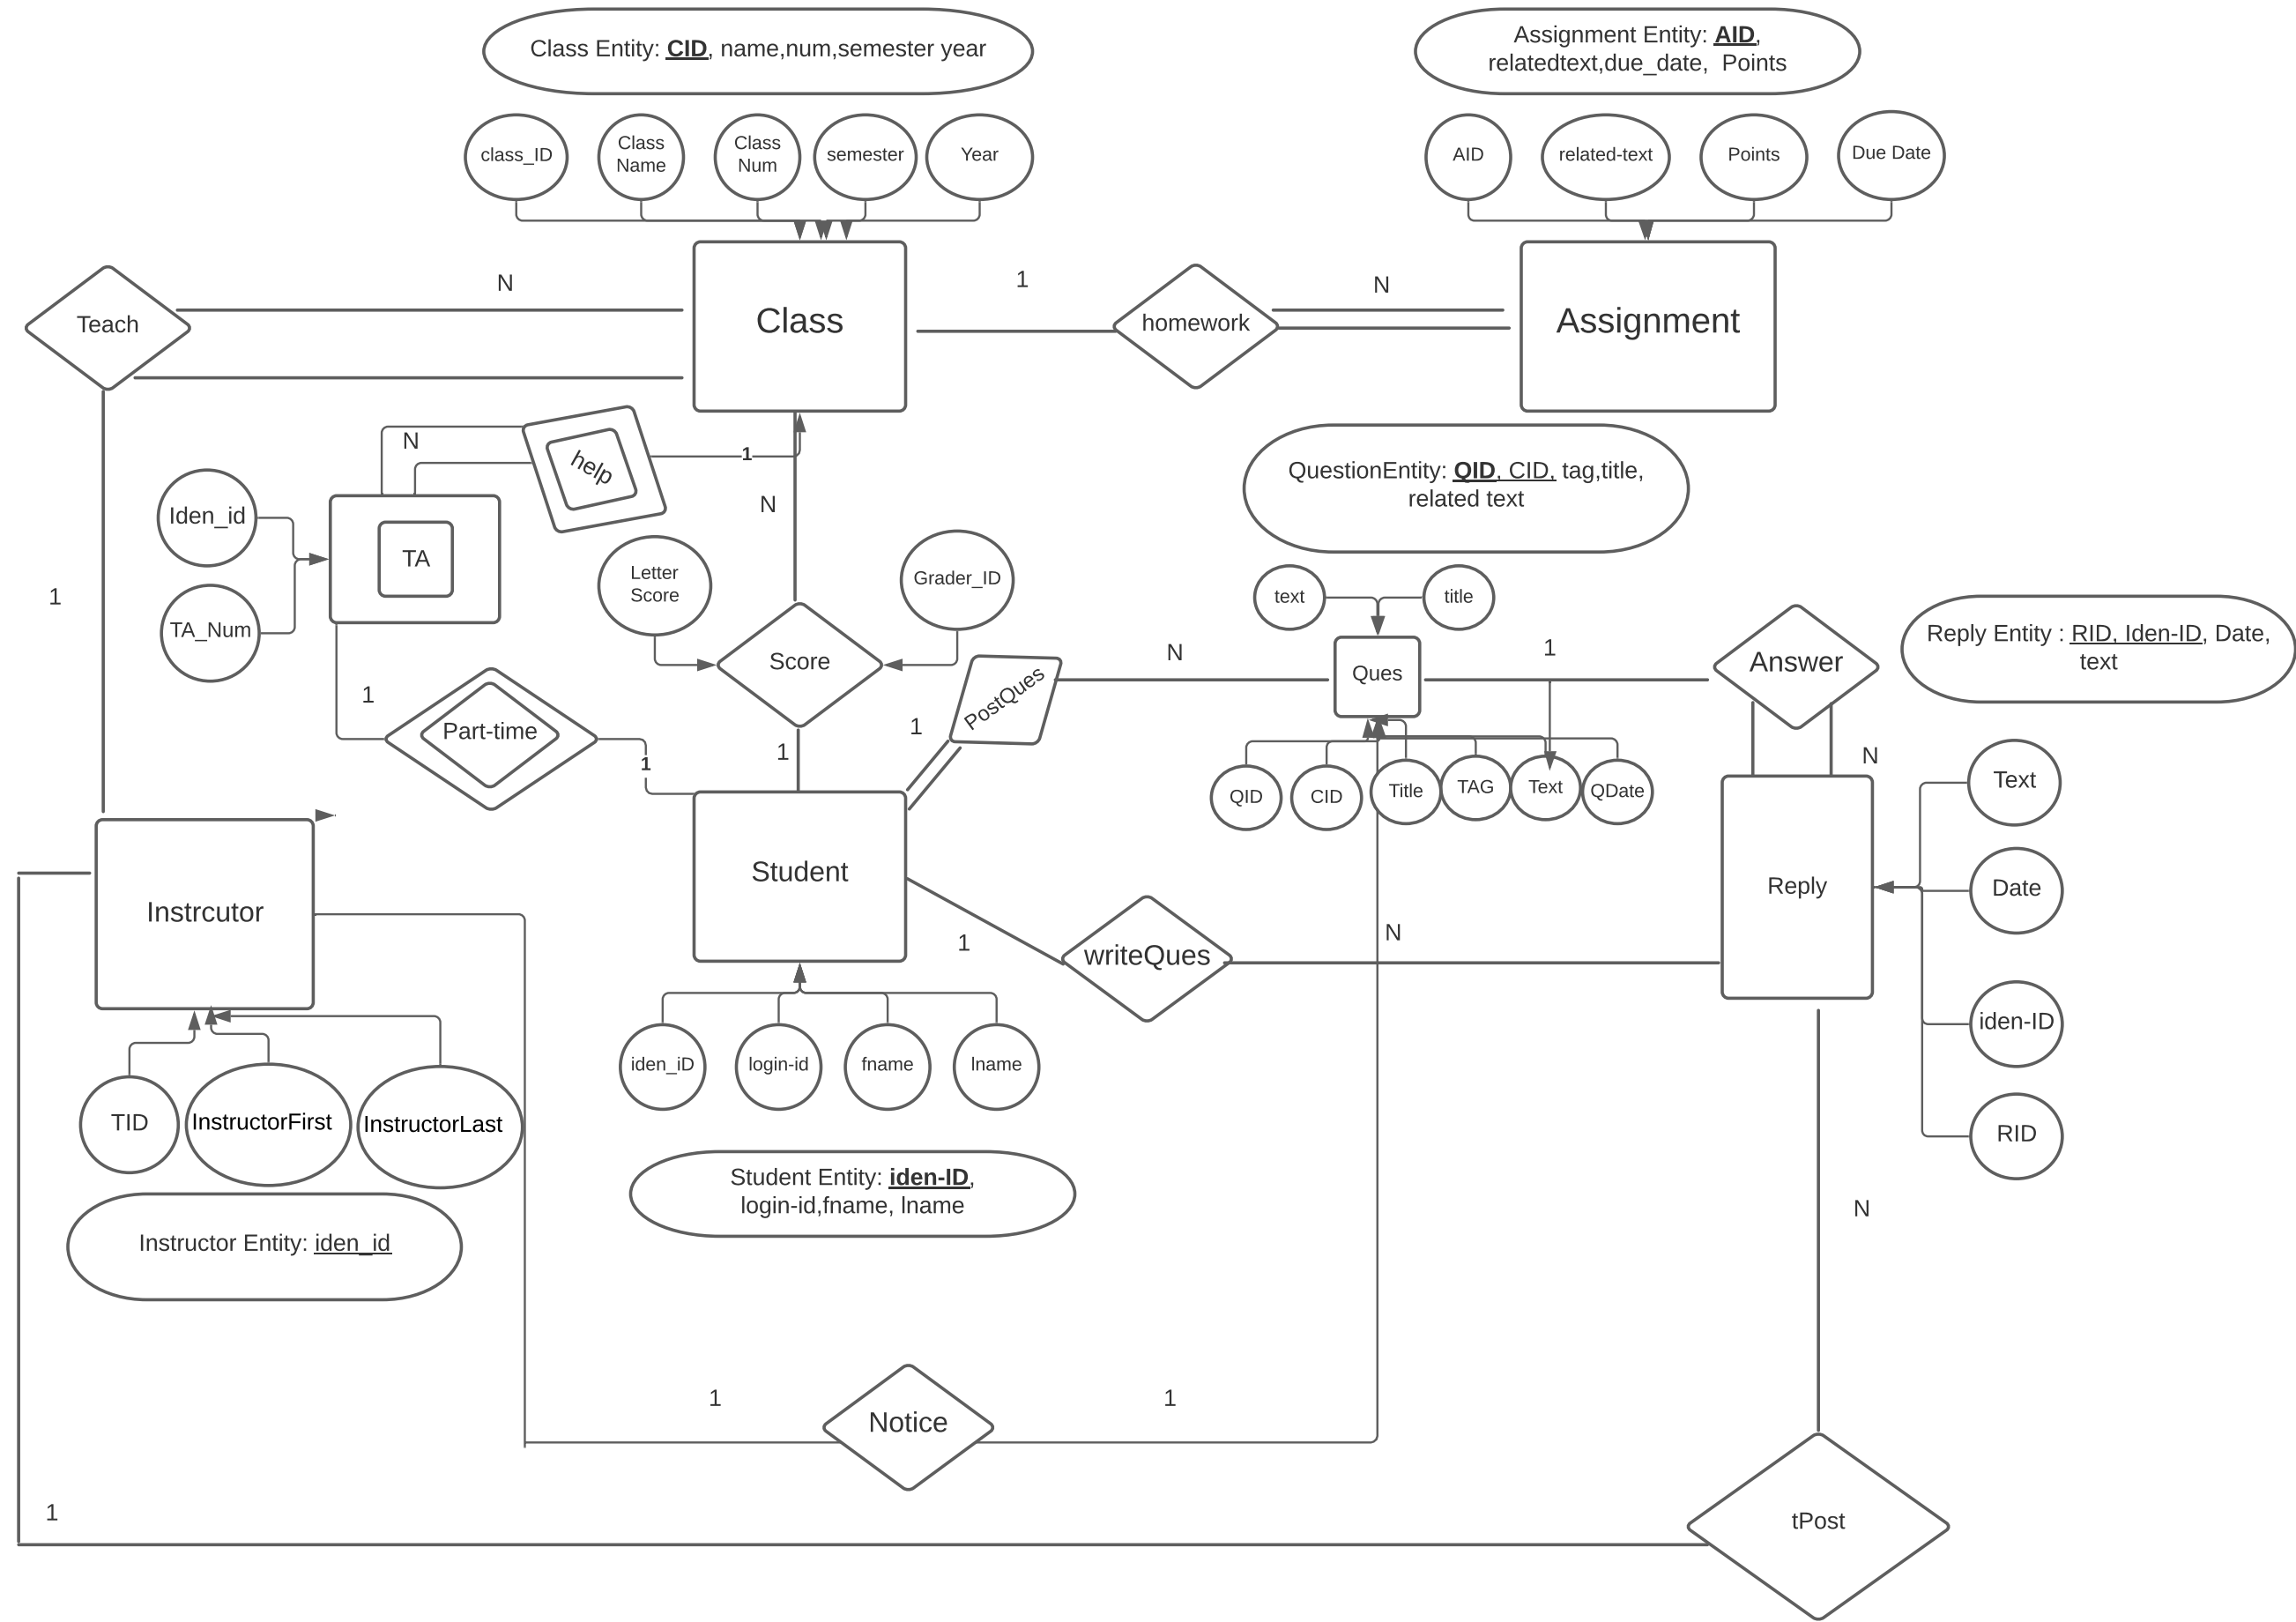 Class Entity: CID, name,num,semester year
Assignment Entity: AID,
relatedtext,due_date, Points
class_ID
Class
Name
Class
Num
semester
Year
AID
related-text
Points
Due Date
N
1
N
Teach
Class
homework
Assignment
N
help
1
N
QuestionEntity: QID, CID, tag,title,
related text
Iden_id
TA
Letter
Score
Grader_ID
1
text
title
TA_Num
Score
N
1
Ques
PostQues
Answer
Reply Entity : RID, Iden-ID, Date,
text
1
Part-time
1
1
1
N
QID
CID
Title
TAG
Text
QDate
Text
Instrcutor
Student
Reply
Date
1
writeQues
N
iden-ID
iden_iD
login-id
fname
lname
TID
InstructorFirst
InstructorLast
RID
Student Entity: iden-ID,
login-id,fname, lname
N
Instructor Entity: iden_id
1
Notice
1
1
tPost